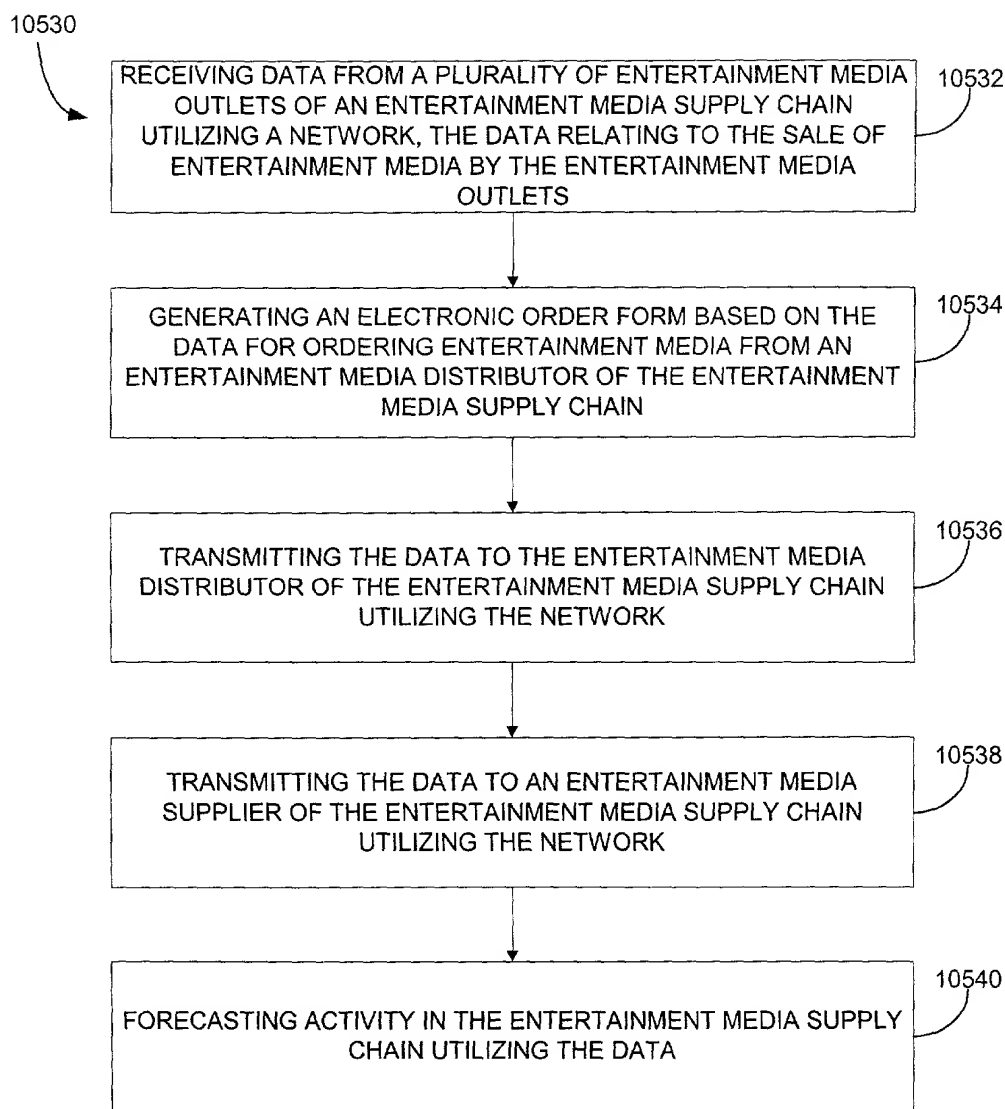 10530
RECEIVING DATA FROM A PLURALITY OF ENTERTAINMENT MEDIA
OUTLETS OF AN ENTERTAINMENT MEDIA SUPPLY CHAIN
UTILIZING A NETWORK, THE DATA RELATING TO THE SALE OF
ENTERTAINMENT MEDIA BY THE ENTERTAINMENT MEDIA
OUTLETS
10532
GENERATING AN ELECTRONIC ORDER FORM BASED ON THE
DATA FOR ORDERING ENTERTAINMENT MEDIA FROM AN
ENTERTAINMENT MEDIA DISTRIBUTOR OF THE ENTERTAINMENT
MEDIA SUPPLY CHAIN
10534
TRANSMITTING THE DATA TO THE ENTERTAINMENT MEDIA
DISTRIBUTOR OF THE ENTERTAINMENT MEDIA SUPPLY CHAIN
UTILIZING THE NETWORK
10536
TRANSMITTING THE DATA TO AN ENTERTAINMENT MEDIA
SUPPLIER OF THE ENTERTAINMENT MEDIA SUPPLY CHAIN
UTILIZING THE NETWORK
10538
FORECASTING ACTIVITY IN THE ENTERTAINMENT MEDIA SUPPLY
CHAIN UTILIZING THE DATA
10540